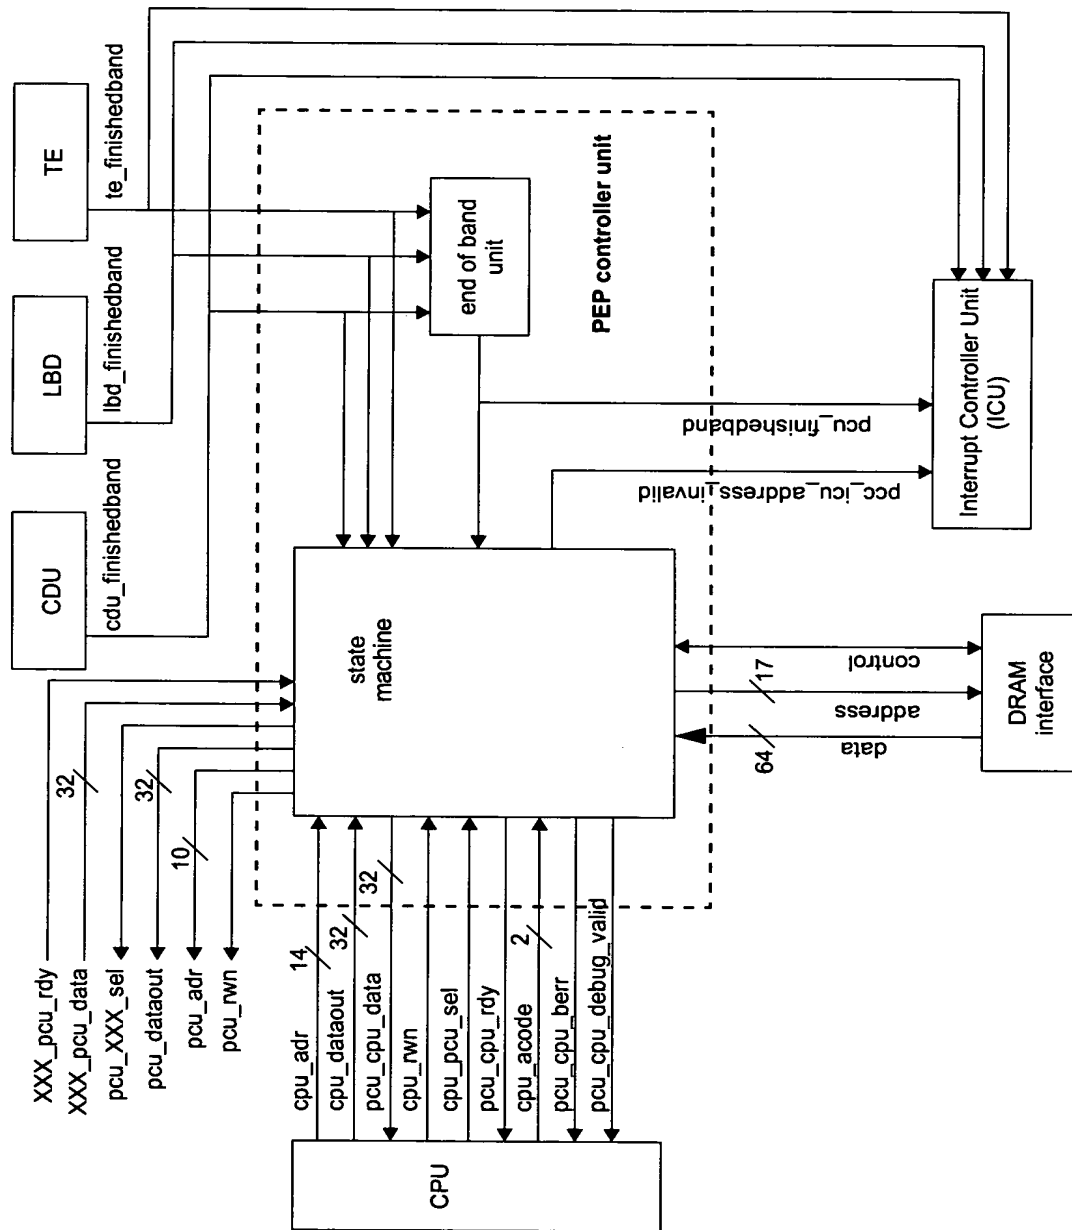 TE
te_finishedband
LBD
lbd_finishedband
CDU
cdu_finishedband
XXX_pcu_rdy
XXX_pcu_data
32
pcu_XXX_sel
pcu_dataout
32
pcu_adr
10
pcu_rwn
PEP controller unit
end of band
unit
state
machine
cpu_adr
14
cpu_dataout
32
pcu_cpu_data
32
cpu_rwn
cpu_pcu_sel
pcu_cpu_rdy
cpu_acode
2
pcu_cpu_berr
pcu_cpu_debug_valid
CPU
pcu_finishedband
pcc_icu_address_invalid
Interrupt Controller Unit
(ICU)
control
17
address
64
data
DRAM
interface